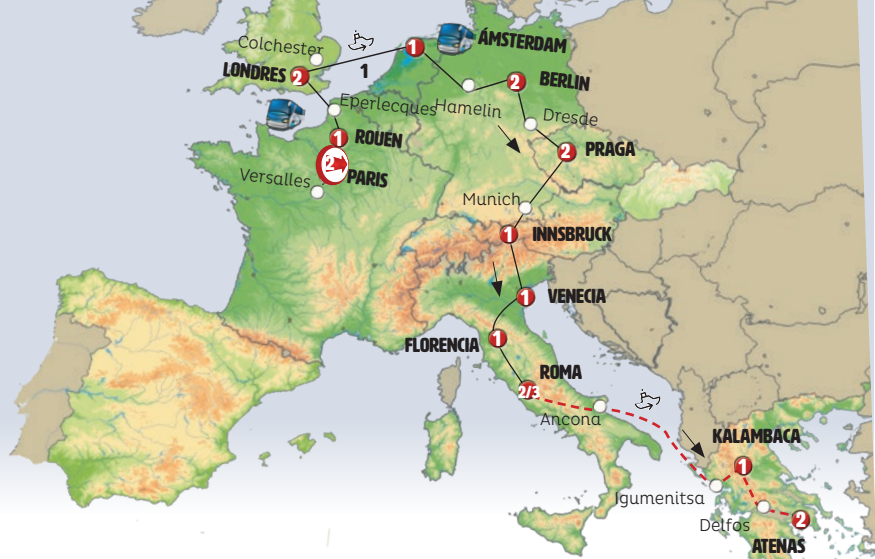 Colchester
1
ÁMSTERDAM
LONDRES
2
1
2
BERLIN
Eperlecques
Hamelin
Dresde
1
ROUEN
2
PRAGA
2
PARIS
Versalles
Munich
1
INNSBRUCK
1
VENECIA
FLORENCIA
1
ROMA
2/3
Ancona
KALAMBACA
1
Igumenitsa
Delfos
2
ATENAS